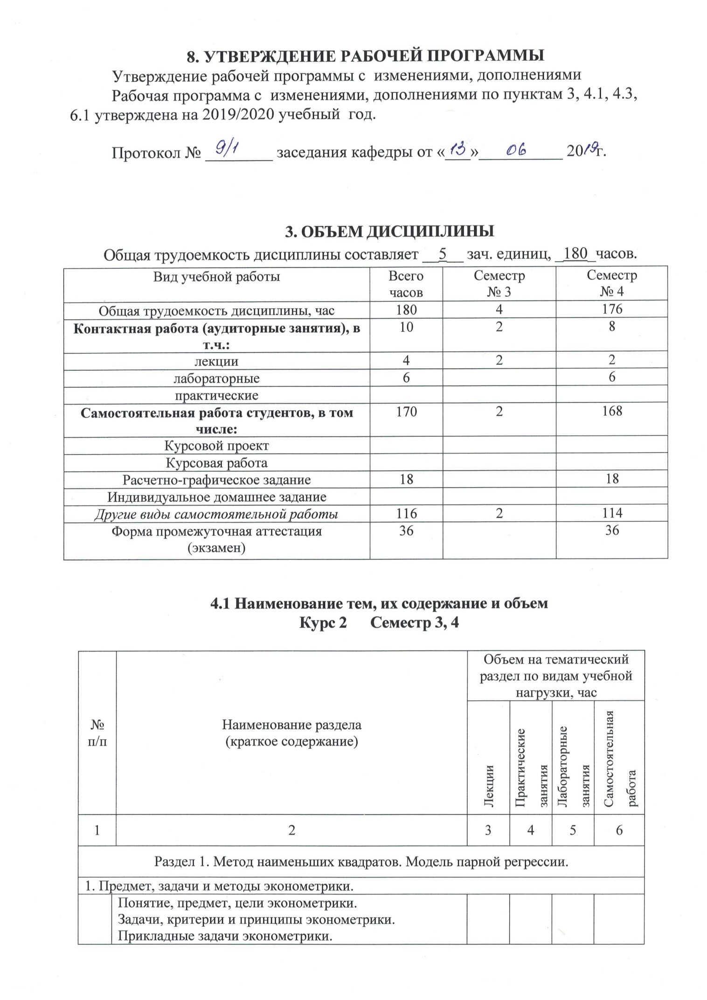 8. УТВЕРЖДЕНИЕ РАБОЧЕЙ ПРОГРАММЫ
Утверждение рабочей программы с изменениями, дополнениями
Рабочая программа с изменениями, дополнениями по пунктам 3, 4.1, 4.3,
6.1 утверждена на 2019/2020 учебный год.
Протокол № 9/1 заседания кафедры от «13» 06 2019г.
3. ОБЪЕМ ДИСЦИПЛИНЫ
Общая трудоемкость дисциплины составляет 5 зач. единиц, 180 часов.
Вид учебной работы Всего Семестр Семестр
часов № 3 № 4
Общая трудоемкость дисциплины, час 180 4 176
Контактная работа (аудиторные занятия), в 10 2 8
т.ч.:
лекции 4 2 2
лабораторные 6 6
практические
Самостоятельная работа студентов, в том 170 2 168
числе:
Курсовой проект
Курсовая работа
Расчетно-графическое задание 18 18
Индивидуальное домашнее задание
Другие виды самостоятельной работы 116 2 114
Форма промежуточная аттестация 36 36
(экзамен)
4.1 Наименование тем, их содержание и объем
Курс 2 Семестр 3, 4
Объем на тематический
раздел по видам учебной
нагрузки, час
№
п/п
Наименование раздела
(краткое содержание)
Лекции
Практические
занятия
Лабораторные
занятия
Самостоятельная
работа
1 2 3 4 5 6
Раздел 1. Метод наименьших квадратов. Модель парной регрессии.
1. Предмет, задачи и методы эконометрики.
Понятие, предмет, цели эконометрики.
Задачи, критерии и принципы эконометрики.
Прикладные задачи эконометрики.